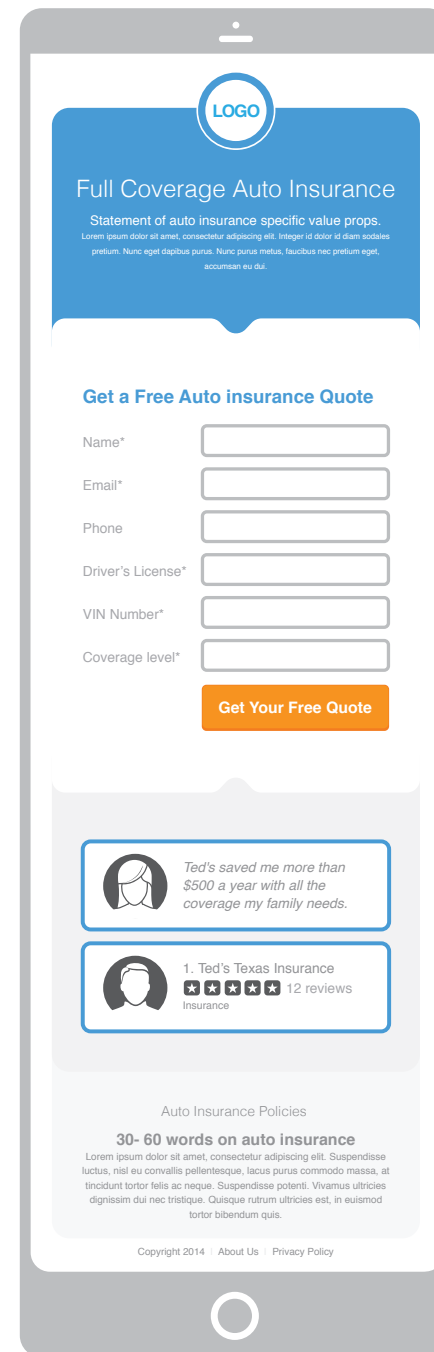 LOGO
Full Coverage Auto Insurance
Statement of auto insurance specific value props.
Lorem ipsum dolor sit amet, consectetur adipiscing elit. Integer id dolor id diam sodales
pretium. Nunc eget dapibus purus. Nunc purus metus, faucibus nec pretium eget,
accumsan eu dui.
Get a Free Auto insurance Quote
Name*
Email*
Phone
Driver's License*
VIN Number*
Coverage level*
Get Your Free Quote
Ted's saved me more than
$500 a year with all the
coverage my family needs.
1. Ted's Texas Insurance
12 reviews
Insurance
Auto Insurance Policies
30- 60 words on auto insurance
Lorem ipsum dolor sit amet, consectetur adipiscing elit. Suspendisse
luctus, nisl eu convallis pellentesque, lacus purus commodo massa, at
tincidunt tortor felis ac neque. Suspendisse potenti. Vivamus ultricies
dignissim dui nec tristique. Quisque rutrum ultricies est, in euismod
tortor bibendum quis.
Copyright 2014 | About Us | Privacy Policy